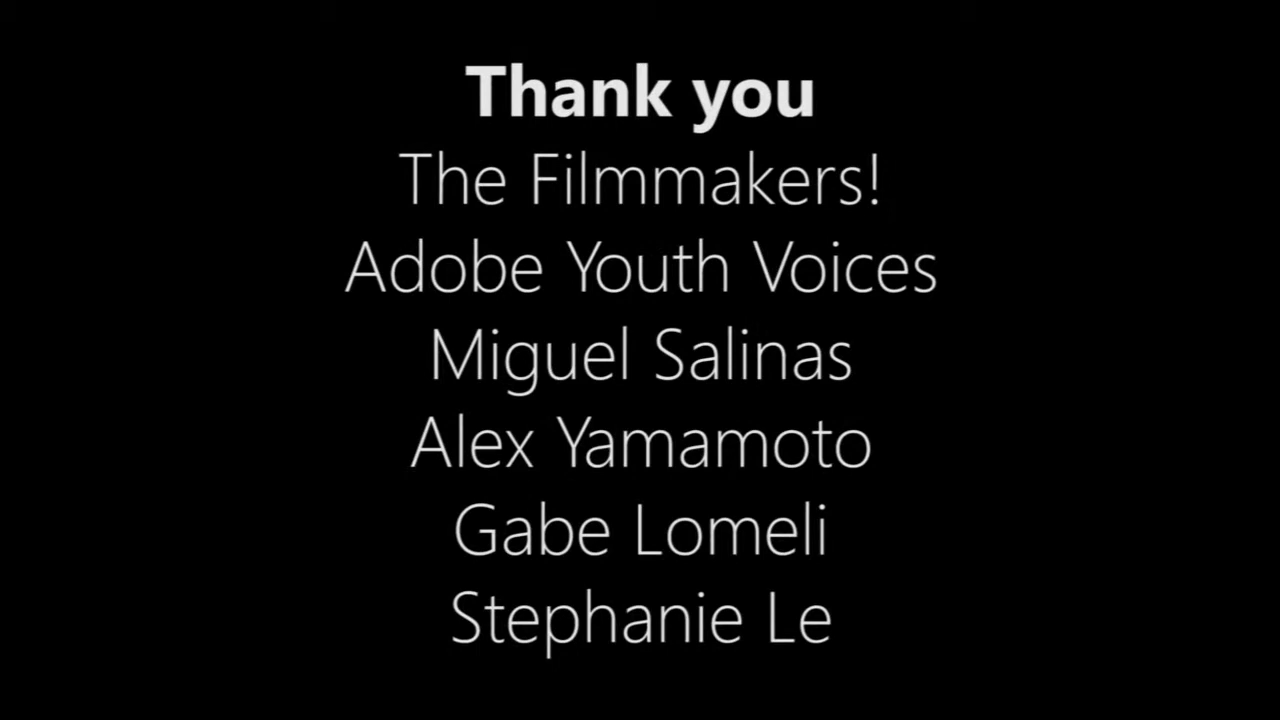 Thank you
The Filmmakers!
Adobe Youth Voices
Miguel Salinas
Alex Yamamoto
Gabe Lomeli
Stephanie Le